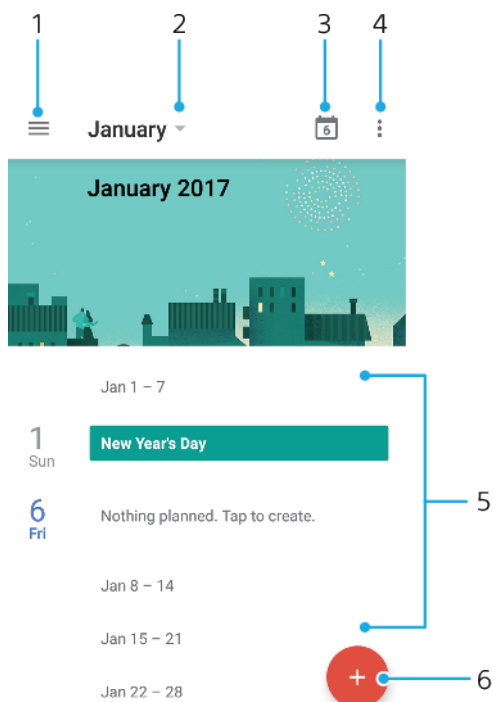 1 2 3 4
January 6
January 2017
Jan 1 – 7
1 New Year's Day
Sun
5
6 Nothing planned. Tap to create.
Fri
Jan 8 – 14
Jan 15 – 21
+ 6
Jan 22 – 28